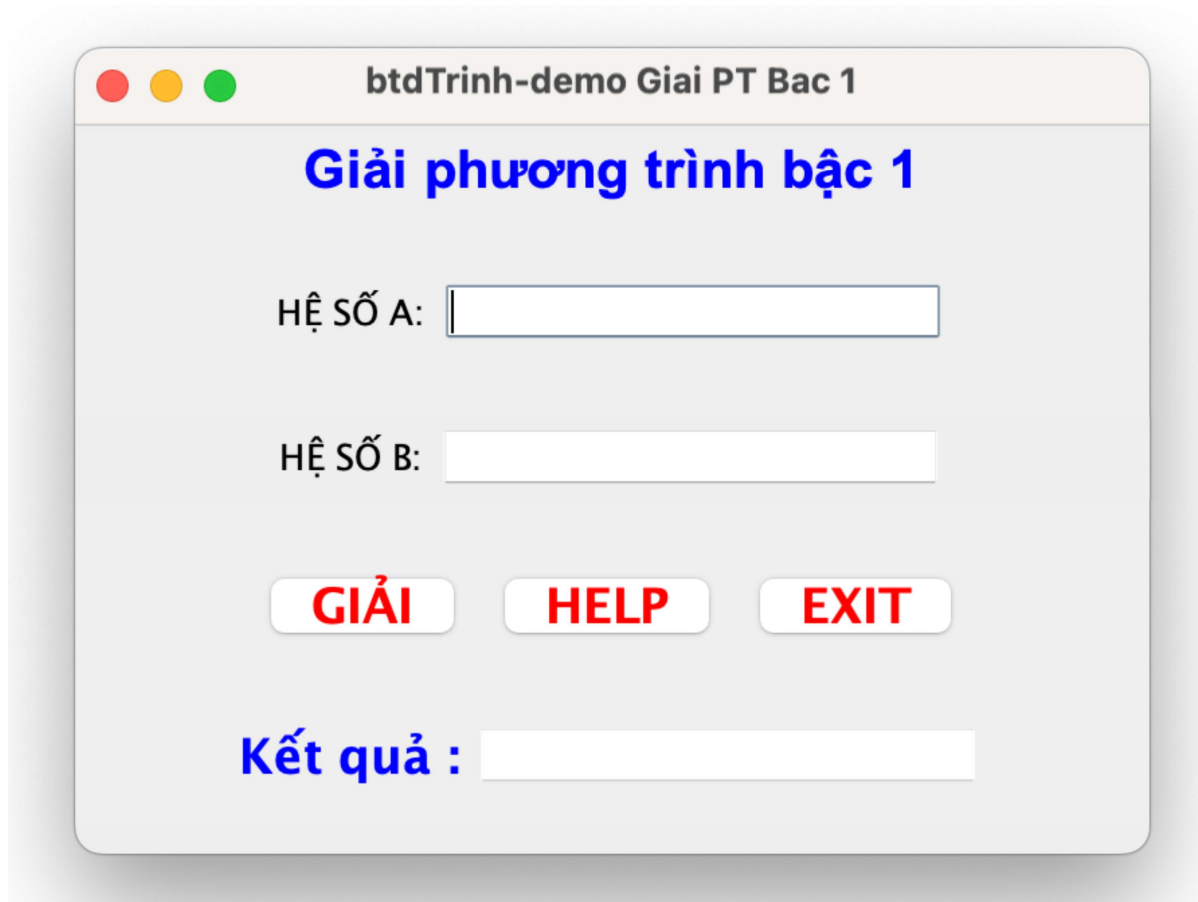 btdTrinh-demo Giai PT Bac 1
Giải phương trình bậc 1
HỆ SỐ A:
HỆ SỐ B:
GIẢI HELP EXIT
Kết quả :